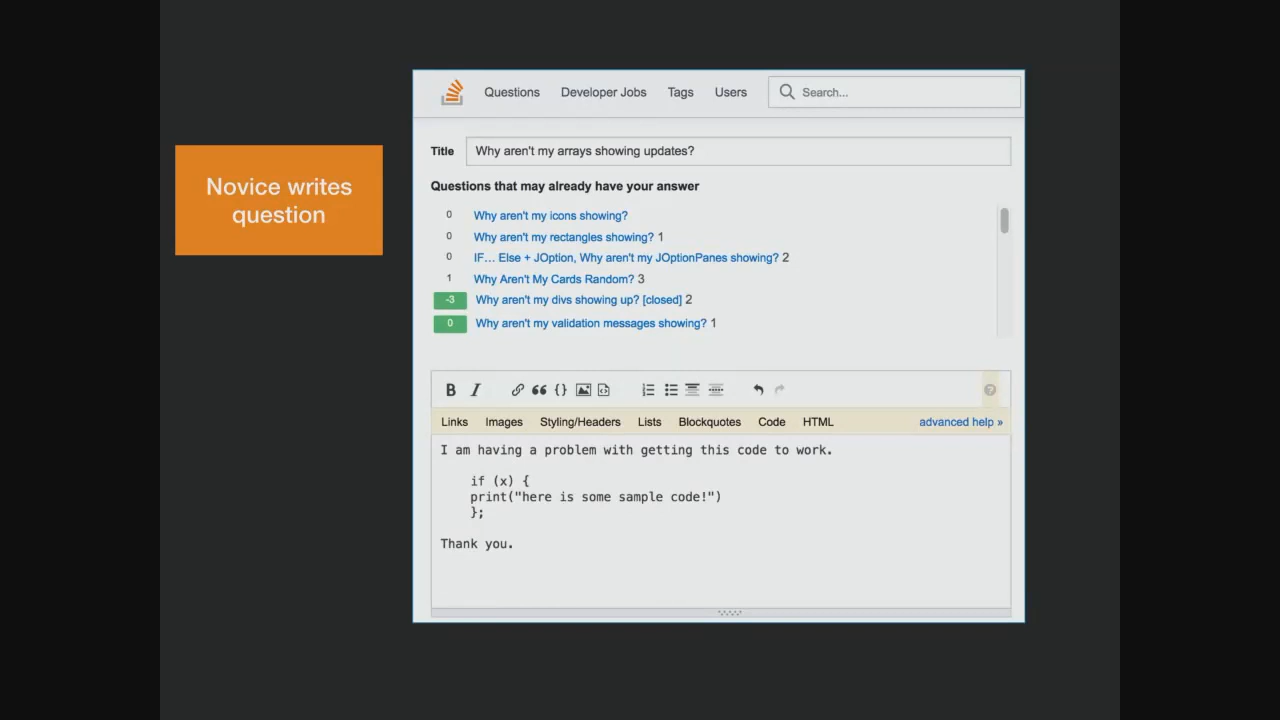 Novice writes
question
Questions Developer Jobs Tags Users Search...
Title Why aren't my arrays showing updates?
Questions that may already have your answer
0 Why aren't my icons showing?
0 Why aren't my rectangles showing? 1
0 IF... Else + JOption, Why aren't my JOptionPanes showing? 2
1 Why Aren't My Cards Random? 3
-3 Why aren't my divs showing up? [closed] 2
0 Why aren't my validation messages showing? 1
B I
Links Images Styling/Headers Lists Blockquotes Code HTML advanced help »
I am having a problem with getting this code to work.
if (x) {
print("here is some sample code!")
};
Thank you.